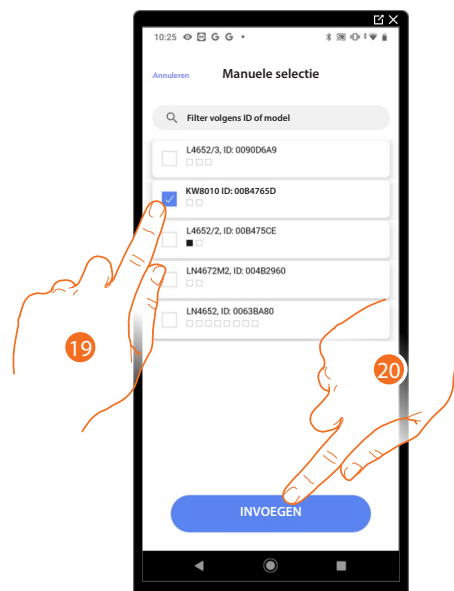 10:25 G G
Annuleren Manuele selectie
Filter volgens ID of model
L4652/3, ID: 0090D6A9
KW8010 ID: 00B4765D
L4652/2, ID: 00B475CE
LN4672M2, ID: 004B2960
LN4652, ID: 0063BA80
19
20
INVOEGEN